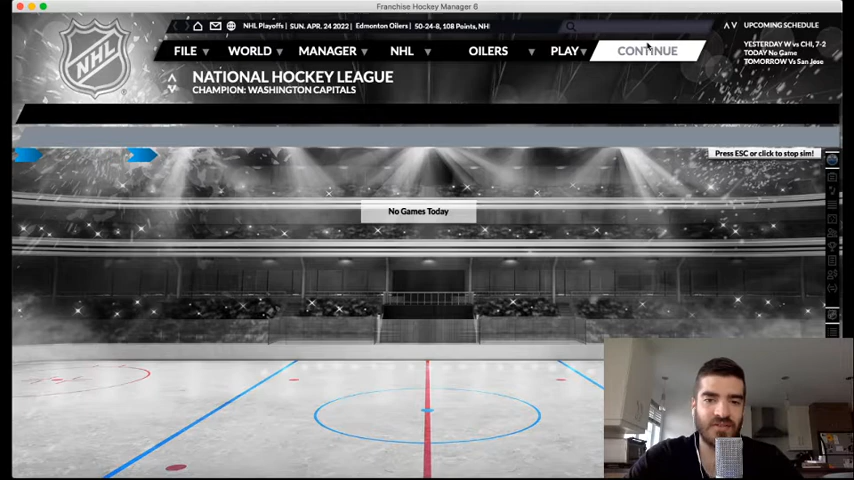 Franchise Hockey Manager 6
NHL Playoffs | SUN. APR. 24 2022 | Edmonton Oilers | 50-24-8, 108 Points, NHL
UPCOMING SCHEDULE
FILE WORLD MANAGER NHL OILERS PLAY CONTINUE
YESTERDAY W vs CHI, 7-2
TODAY No Game
TOMORROW Vs San Jose
NHL
NATIONAL HOCKEY LEAGUE
CHAMPION: WASHINGTON CAPITALS
Press ESC or click to stop sim!
No Games Today